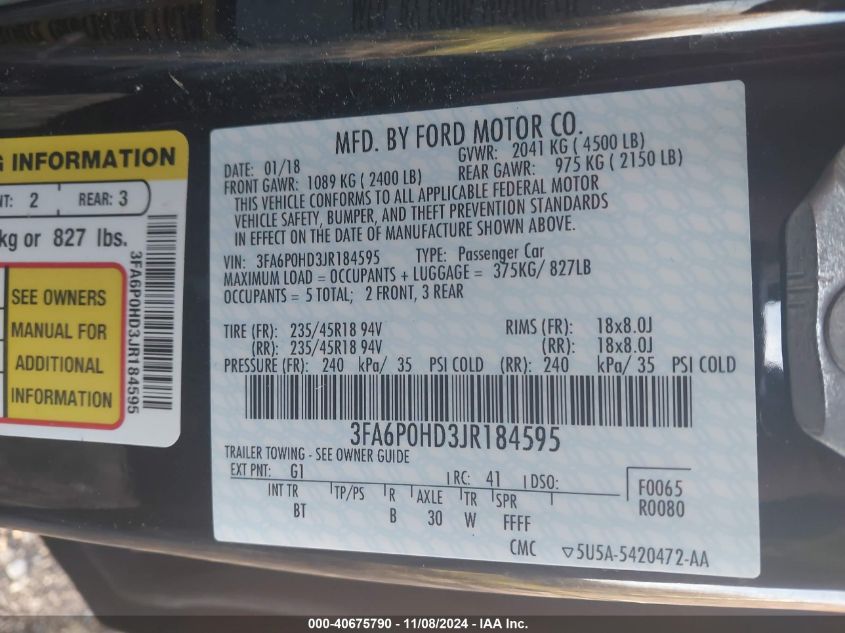 MFD. BY FORD MOTOR CO.
DATE: 01/18 GVWR: 2041 KG ( 4500 LB)
FRONT GAWR: 1089 KG ( 2400 LB) REAR GAWR: 975 KG ( 2150 LB)
THIS VEHICLE CONFORMS TO ALL APPLICABLE FEDERAL MOTOR
VEHICLE SAFETY, BUMPER, AND THEFT PREVENTION STANDARDS
IN EFFECT ON THE DATE OF MANUFACTURE SHOWN ABOVE.
VIN: 3FA6P0HD3JR184595 TYPE: Passenger Car
MAXIMUM LOAD = OCCUPANTS + LUGGAGE = 375KG/ 827LB
OCCUPANTS = 5 TOTAL; 2 FRONT, 3 REAR
TIRE (FR): 235/45R18 94V RIMS (FR): 18x8.0J
(RR): 235/45R18 94V (RR): 18x8.0J
PRESSURE (FR): 240 kPa/ 35 PSI COLD (RR): 240 kPa/ 35 PSI COLD
3FA6P0HD3JR184595
TRAILER TOWING - SEE OWNER GUIDE
EXT PNT: G1 RC: 41 DSO:
INT TR TP/PS R AXLE TR SPR
BT B 30 W FFFF
F0065
R0080
CMC ▽5U5A-5420472-AA
G INFORMATION
NT: 2 REAR: 3
kg or 827 lbs.
SEE OWNERS
MANUAL FOR
ADDITIONAL
INFORMATION
3FA6P0HD3JR184595
000-40675790 - 11/08/2024 - IAA Inc.